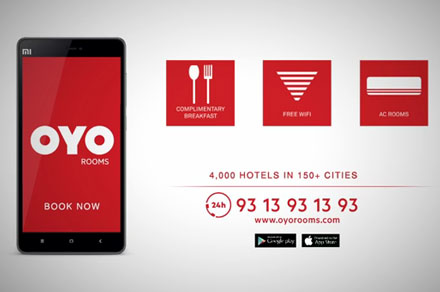 MI
OYO
ROOMS
BOOK NOW
COMPLIMENTARY
BREAKFAST
FREE WIFI
AC ROOMS
4,000 HOTELS IN 150+ CITIES
24h 93 13 93 13 93
www.oyorooms.com
Google play
App Store